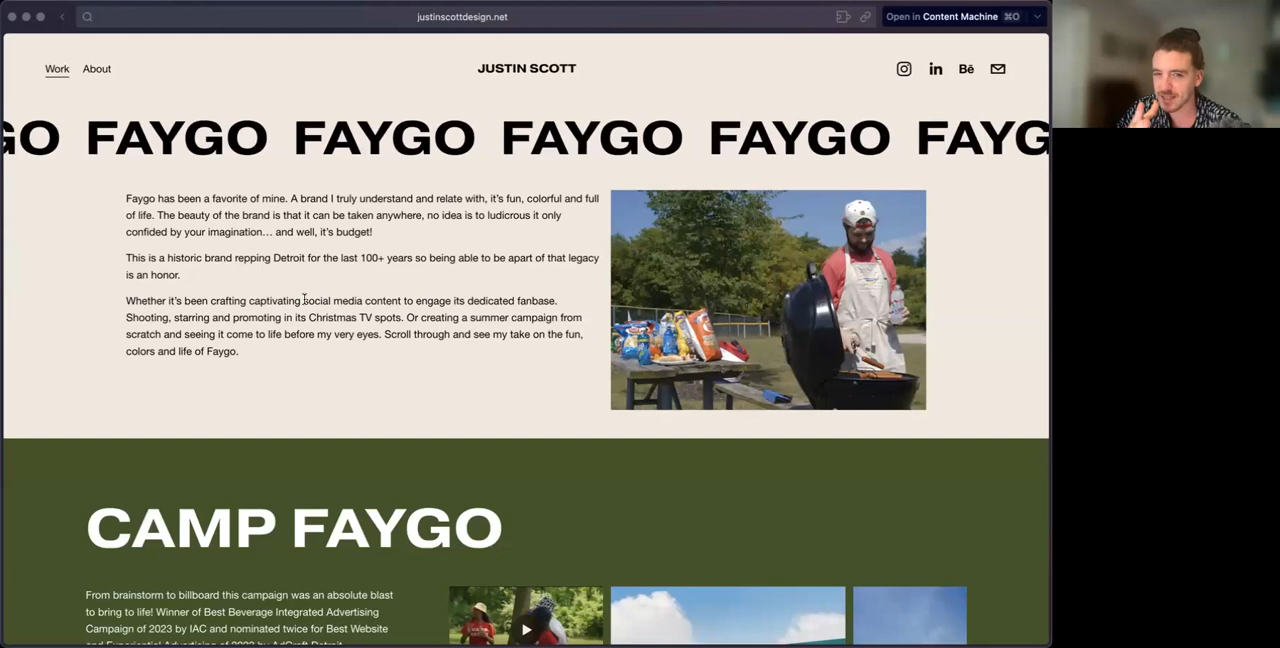 justinscottdesign.net
Open in Content Machine ⌘O
Work About
JUSTIN SCOTT
Bē
GO FAYGO FAYGO FAYGO FAYGO FAYG
Faygo has been a favorite of mine. A brand I truly understand and relate with, it's fun, colorful and full
of life. The beauty of the brand is that it can be taken anywhere, no idea is to ludicrous it only
confided by your imagination… and well, it's budget!
This is a historic brand repping Detroit for the last 100+ years so being able to be apart of that legacy
is an honor.
Whether it's been crafting captivating social media content to engage its dedicated fanbase.
Shooting, starring and promoting in its Christmas TV spots. Or creating a summer campaign from
scratch and seeing it come to life before my very eyes. Scroll through and see my take on the fun,
colors and life of Faygo.
CAMP FAYGO
From brainstorm to billboard this campaign was an absolute blast
to bring to life! Winner of Best Beverage Integrated Advertising
Campaign of 2023 by IAC and nominated twice for Best Website